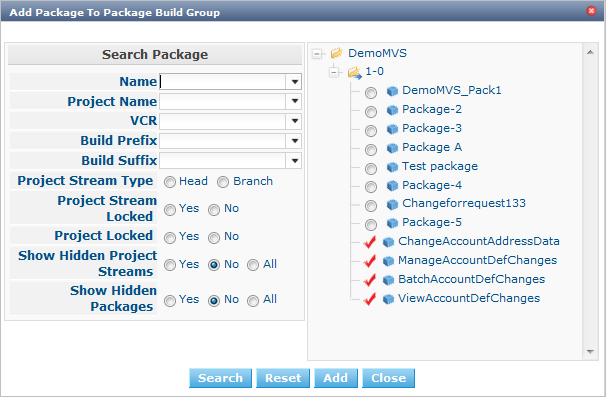 Add Package To Package Build Group
Search Package
Name
Project Name
VCR
Build Prefix
Build Suffix
Project Stream Type
Head
Branch
Project Stream
Locked
Yes
No
Project Locked
Yes
No
Show Hidden Project
Streams
Yes
No
All
Show Hidden
Packages
Yes
No
All
DemoMVS
1-0
DemoMVS_Pack1
Package-2
Package-3
Package A
Test package
Package-4
Changeforrequest133
Package-5
ChangeAccountAddressData
ManageAccountDefChanges
BatchAccountDefChanges
ViewAccountDefChanges
Search
Reset
Add
Close